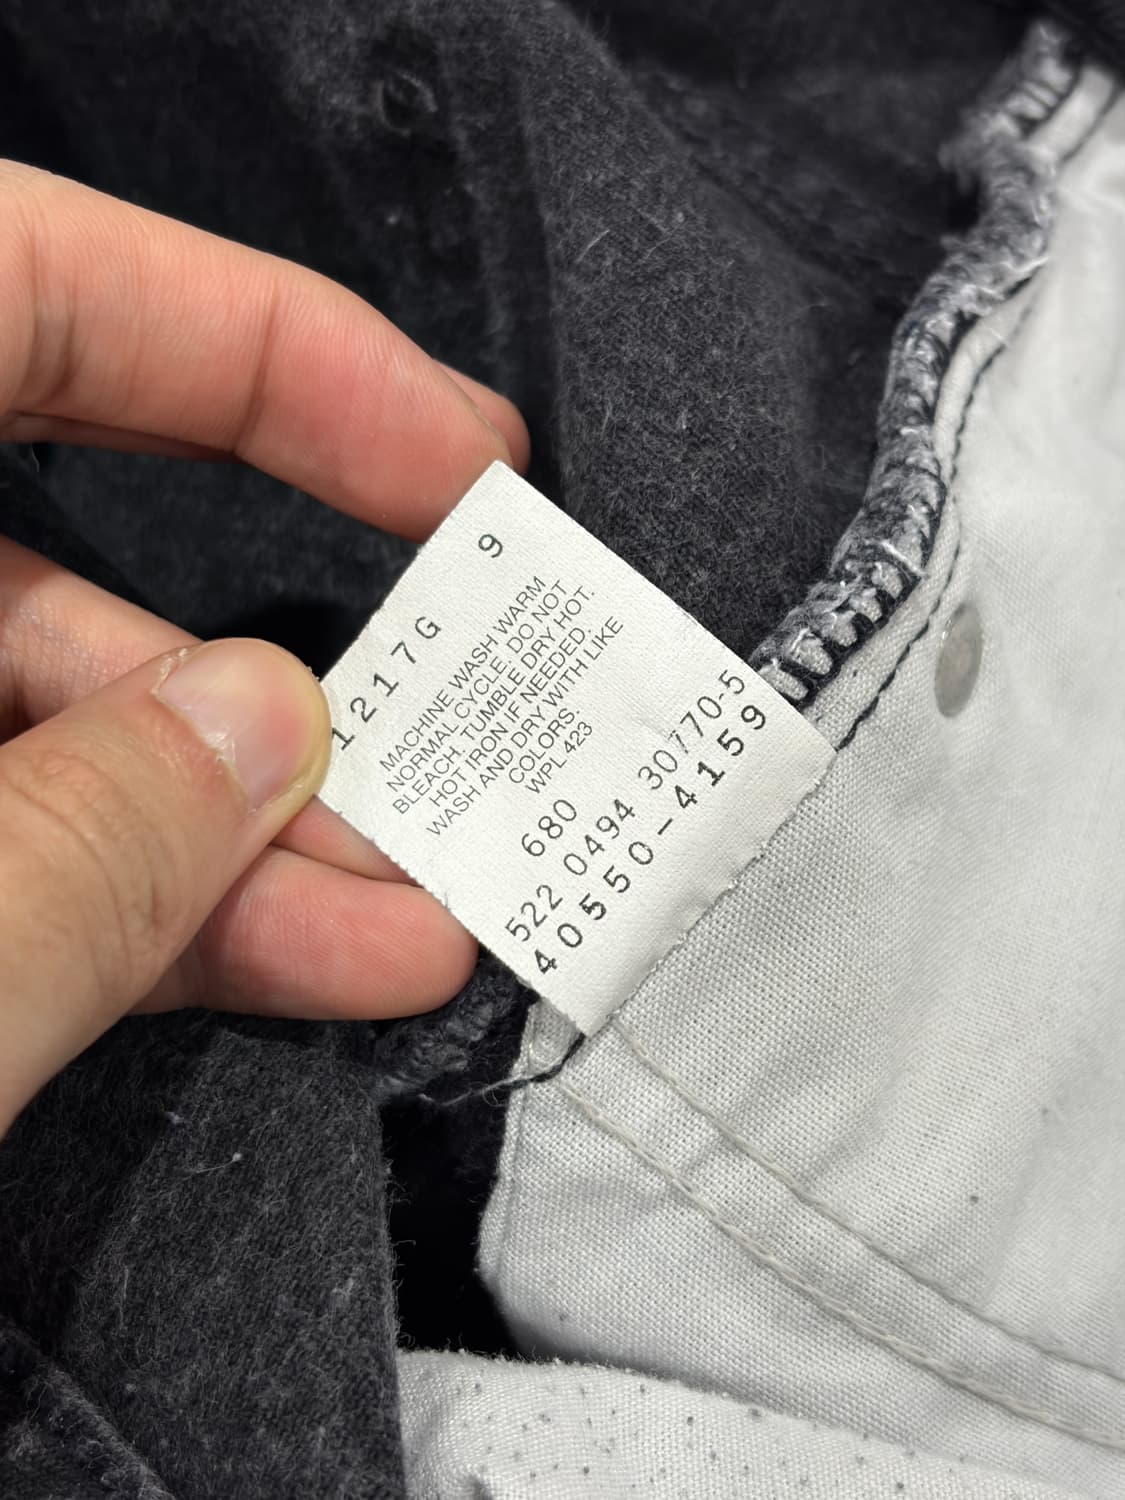 1217G 9
MACHINE WASH WARM
NORMAL CYCLE. DO NOT
BLEACH. TUMBLE DRY HOT.
HOT IRON IF NEEDED.
WASH AND DRY WITH LIKE
COLORS.
WPL 423
680
522 0494 30770-5
40550-4159